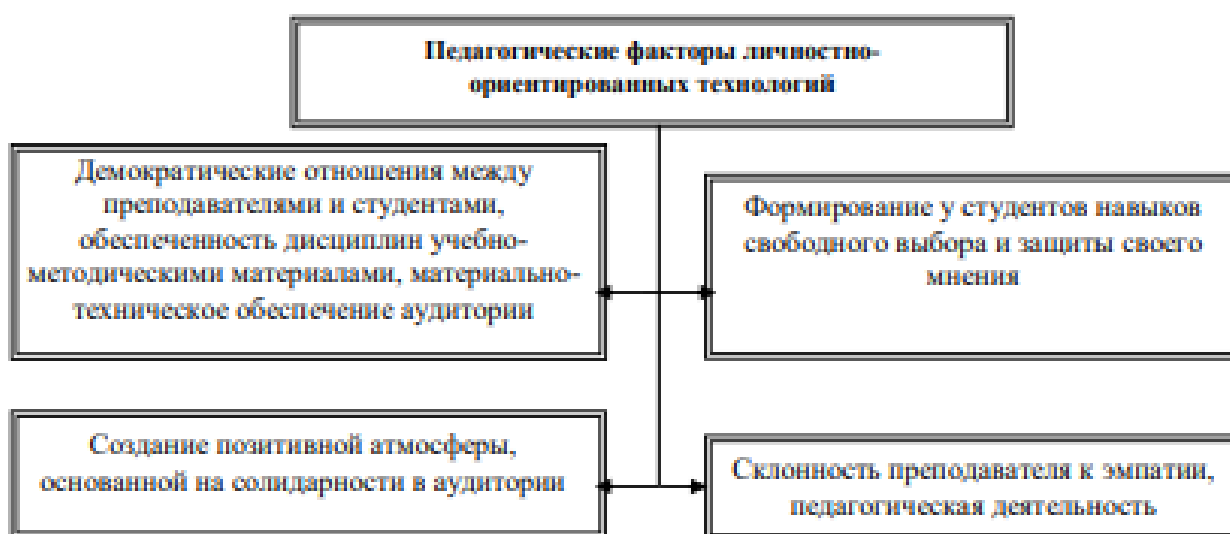 Педагогические факторы личностно-
ориентированных технологий
Демократические отношения между
преподавателями и студентами,
обеспеченность дисциплин учебно-
методическими материалами, материально-
техническое обеспечение аудитории
Формирование у студентов навыков
свободного выбора и защиты своего
мнения
Создание позитивной атмосферы,
основанной на солидарности в аудитории
Склонность преподавателя к эмпатии,
педагогическая деятельность